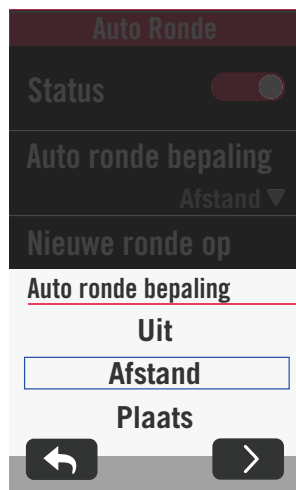 Auto Ronde
Status
Auto ronde bepaling
Afstand
Nieuwe ronde op
Auto ronde bepaling
Uit
Afstand
Plaats